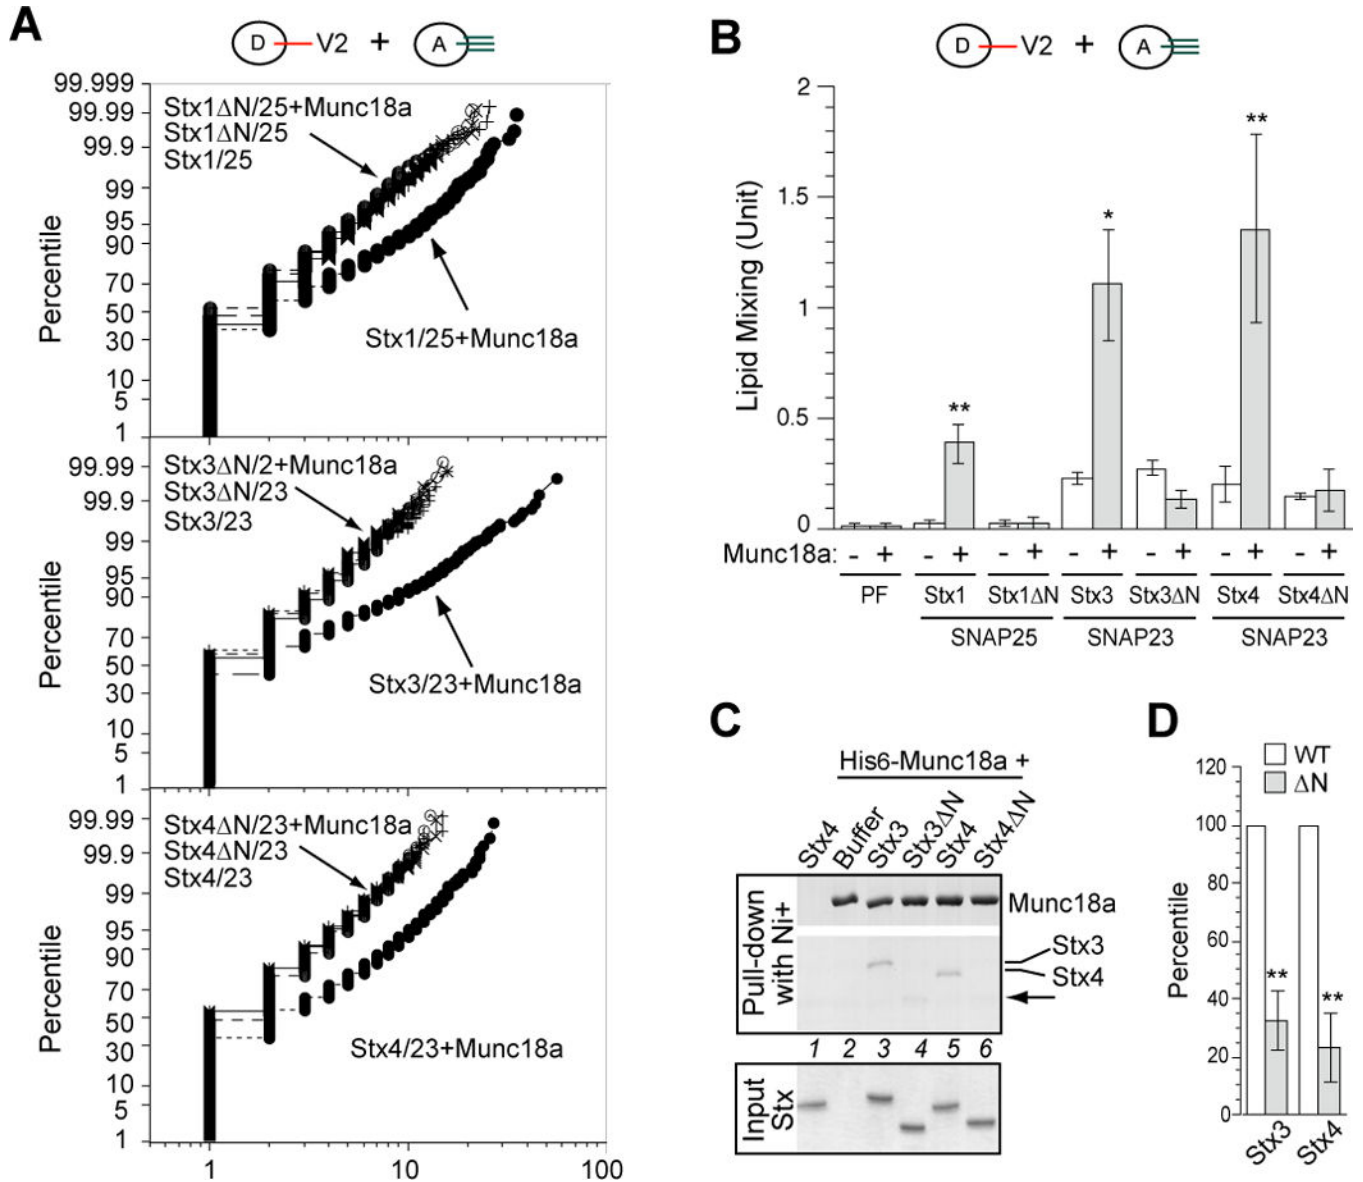 A
D V2 + A
99.999
99.99
99.9
99
95
90
70
50
30
10
5
1
Percentile
Stx1ΔN/25+Munc18a
Stx1ΔN/25
Stx1/25
Stx1/25+Munc18a
99.99
99.9
99
95
90
70
50
30
10
5
1
Percentile
Stx3ΔN/2+Munc18a
Stx3ΔN/23
Stx3/23
Stx3/23+Munc18a
99.99
99.9
99
95
90
70
50
30
10
5
1
Percentile
Stx4ΔN/23+Munc18a
Stx4ΔN/23
Stx4/23
Stx4/23+Munc18a
1 10 100
B
D V2 + A
2
1.5
1
0.5
0
Lipid Mixing (Unit)
** * **
Munc18a: - + - + - + - + - + - + - +
PF Stx1 Stx1ΔN Stx3 Stx3ΔN Stx4 Stx4ΔN
SNAP25 SNAP23 SNAP23
C
His6-Munc18a +
Stx4 Buffer Stx3 Stx3ΔN Stx4 Stx4ΔN
Pull-down
with Ni+
Munc18a
Stx3
Stx4
1 2 3 4 5 6
Input
Stx
D
WT
ΔN
120
100
80
60
40
20
0
Percentile
** **
Stx3 Stx4